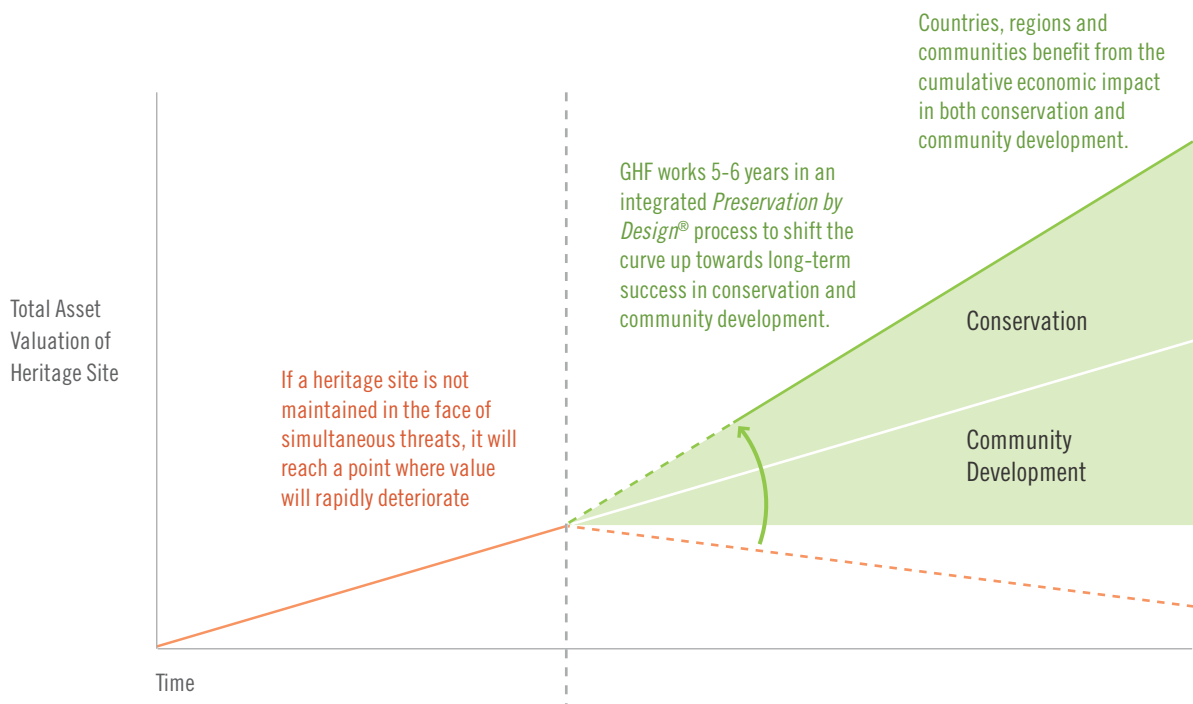 Countries, regions and
communities benefit from the
cumulative economic impact
in both conservation and
community development.
GHF works 5-6 years in an
integrated Preservation by
Design® process to shift the
curve up towards long-term
success in conservation and
community development.
Total Asset
Valuation of
Heritage Site
If a heritage site is not
maintained in the face of
simultaneous threats, it will
reach a point where value
will rapidly deteriorate
Conservation
Community
Development
Time